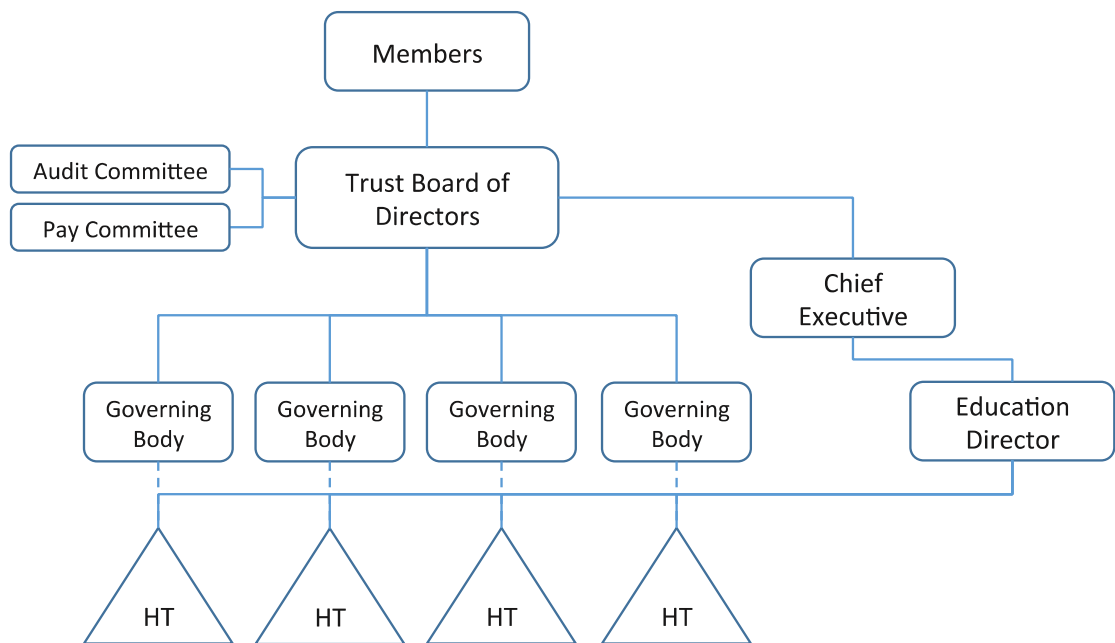 Members
Audit Committee
Pay Committee
Trust Board of
Directors
Chief
Executive
Governing
Body
Governing
Body
Governing
Body
Governing
Body
Education
Director
HT
HT
HT
HT